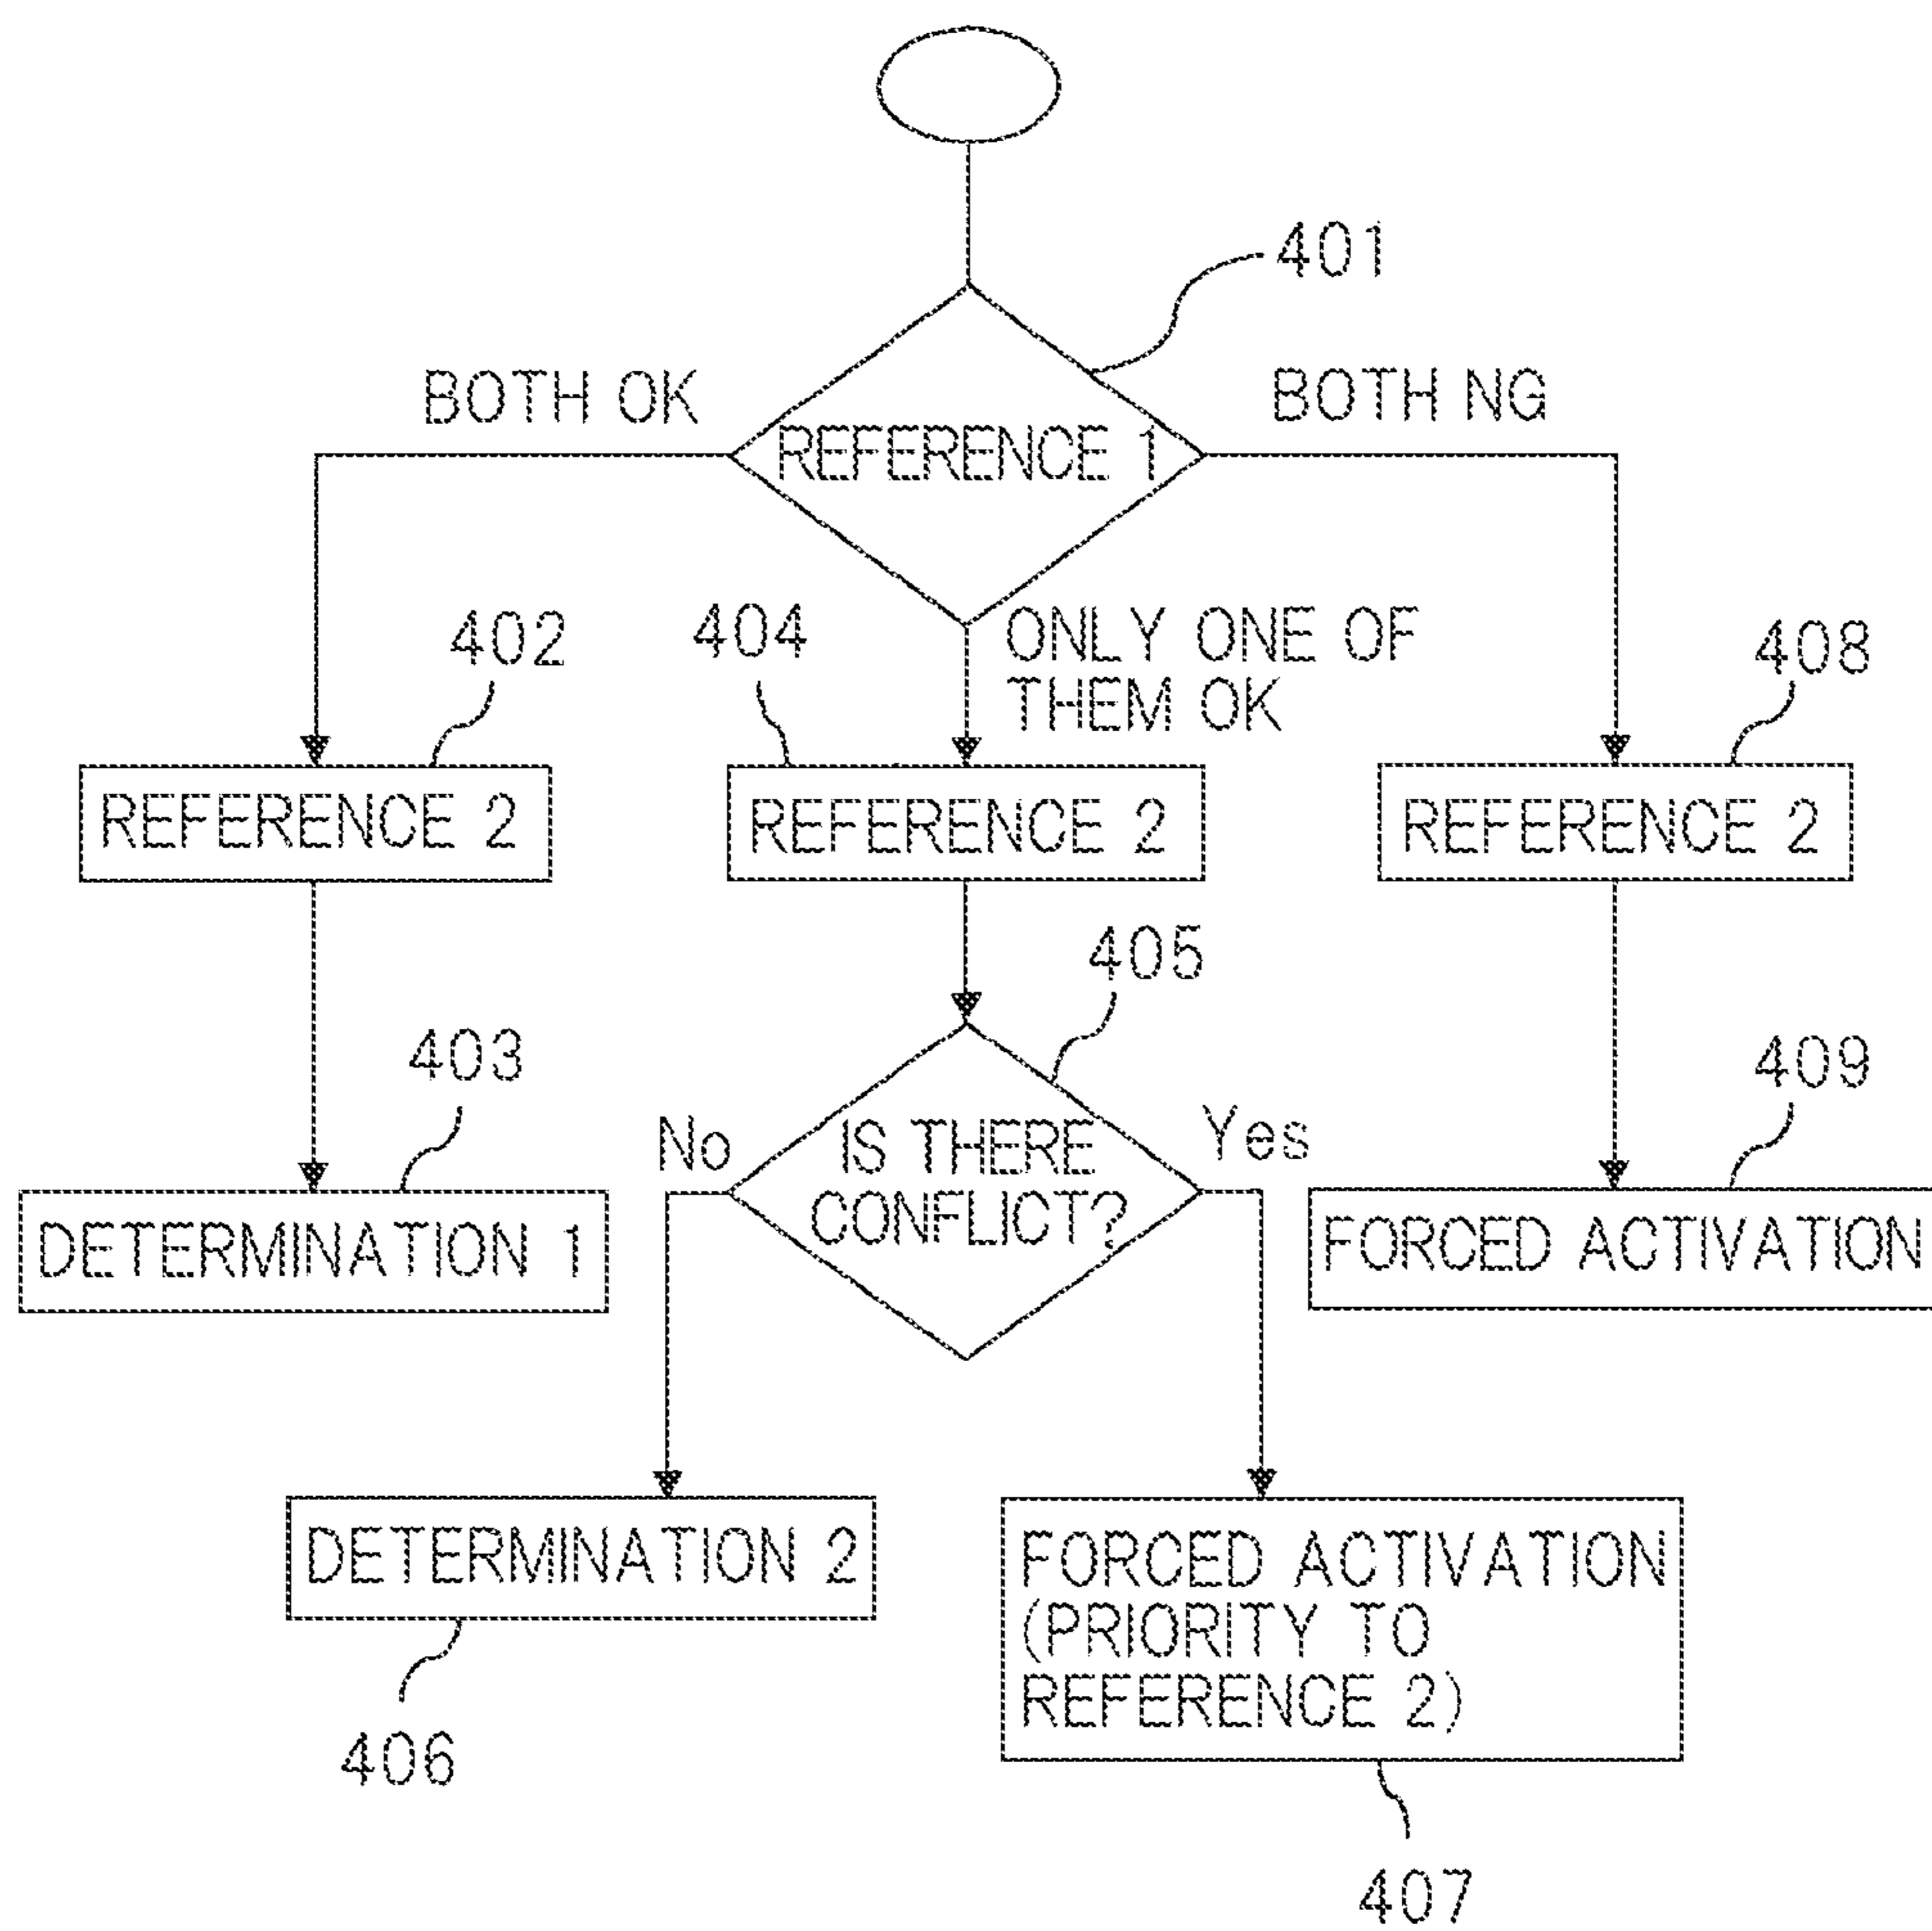 401
BOTH OK
BOTH NG
REFERENCE 1
402
404
ONLY ONE OF
THEM OK
408
REFERENCE 2
REFERENCE 2
REFERENCE 2
405
403
409
No
IS THERE
CONFLICT?
Yes
DETERMINATION 1
FORCED ACTIVATION
DETERMINATION 2
FORCED ACTIVATION
(PRIORITY TO
REFERENCE 2)
406
407